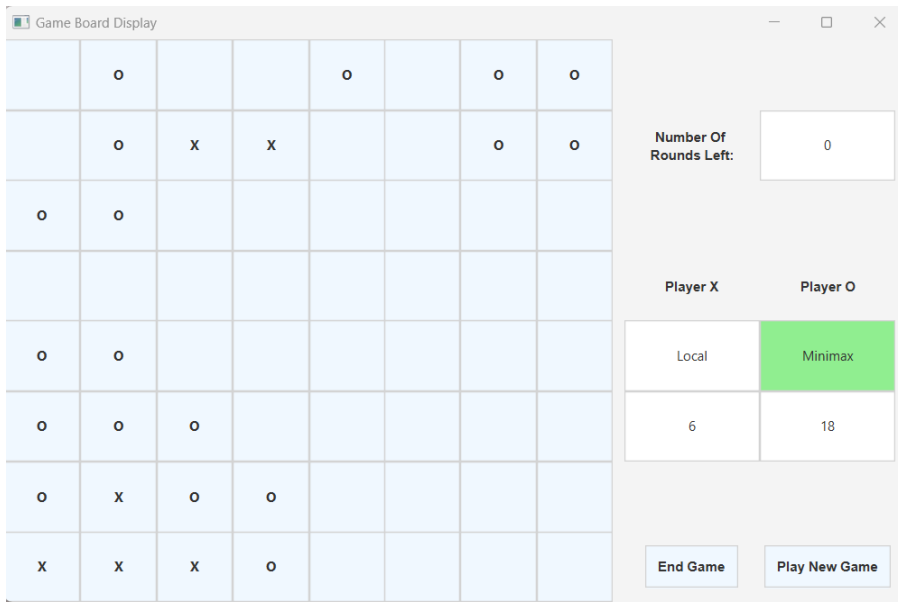 Game Board Display
O O O O
O X X O O
O O
O O
O O O
O X O O
X X X O
Number Of
Rounds Left:
0
Player X Player O
Local Minimax
6 18
End Game Play New Game